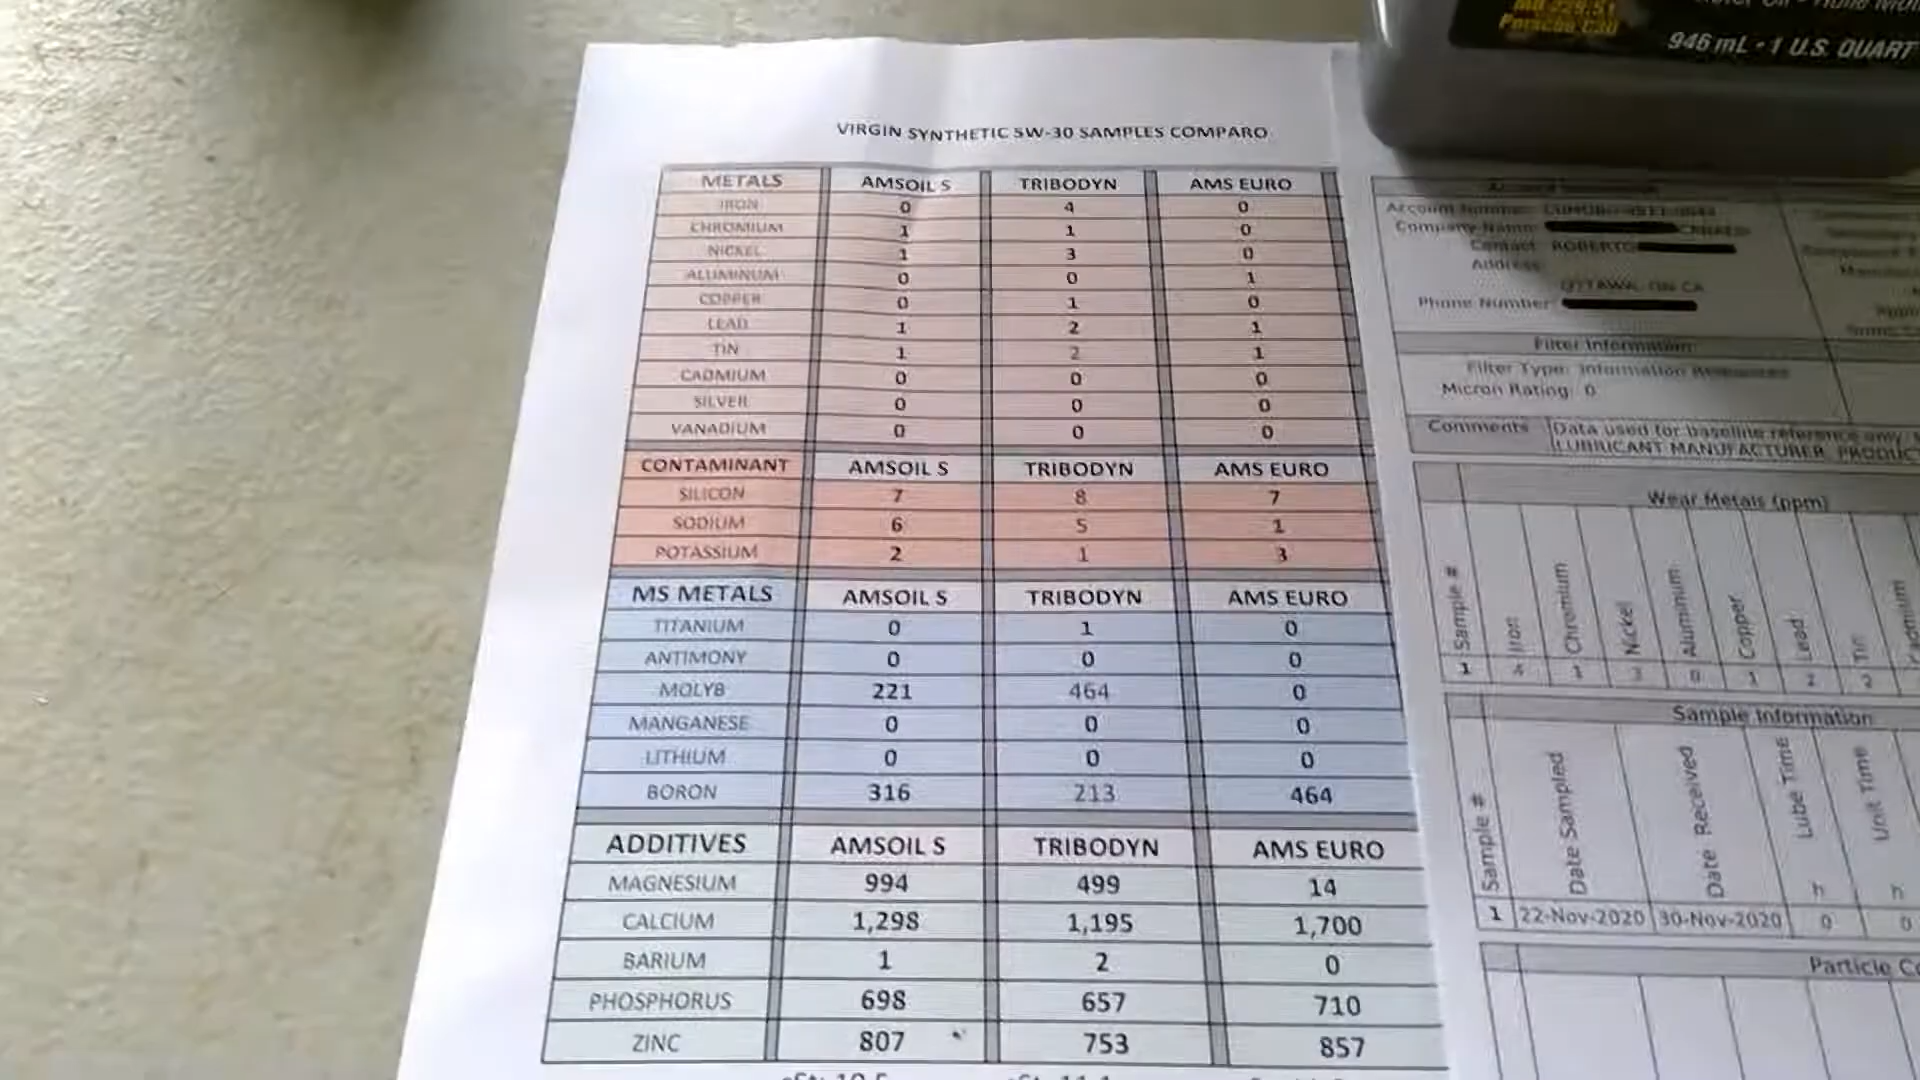 946 mL • 1 U.S. QUART
VIRGIN SYNTHETIC 5W-30 SAMPLES COMPARO
METALS AMSOIL S TRIBODYN AMS EURO
IRON 0 4 0
CHROMIUM 1 1 0
NICKEL 1 3 0
ALUMINUM 0 0 1
COPPER 0 1 0
LEAD 1 2 1
TIN 1 2 1
CADMIUM 0 0 0
SILVER 0 0 0
VANADIUM 0 0 0
CONTAMINANT AMSOIL S TRIBODYN AMS EURO
SILICON 7 8 7
SODIUM 6 5 1
POTASSIUM 2 1 3
MS METALS AMSOIL S TRIBODYN AMS EURO
TITANIUM 0 1 0
ANTIMONY 0 0 0
MOLYB 221 464 0
MANGANESE 0 0 0
LITHIUM 0 0 0
BORON 316 213 464
ADDITIVES AMSOIL S TRIBODYN AMS EURO
MAGNESIUM 994 499 14
CALCIUM 1,298 1,195 1,700
BARIUM 1 2 0
PHOSPHORUS 698 657 710
ZINC 807 753 857
Account Number:
Company Name:
Contact: ROBERTO
Address:
OTTAWA, ON CA
Phone Number:
Filter Information
Filter Type: Information
Micron Rating: 0
Comments Data used for baseline reference only.
LUBRICANT MANUFACTURER PRODUCT
Wear Metals (ppm)
Sample # Iron Chromium Nickel Aluminum Copper Lead Tin Cadmium
1 4 1 3 0 1 2 2
Sample Information
Sample # Date Sampled Date Received Lube Time Unit Time
h h
1 22-Nov-2020 30-Nov-2020 0 0
Particle Co